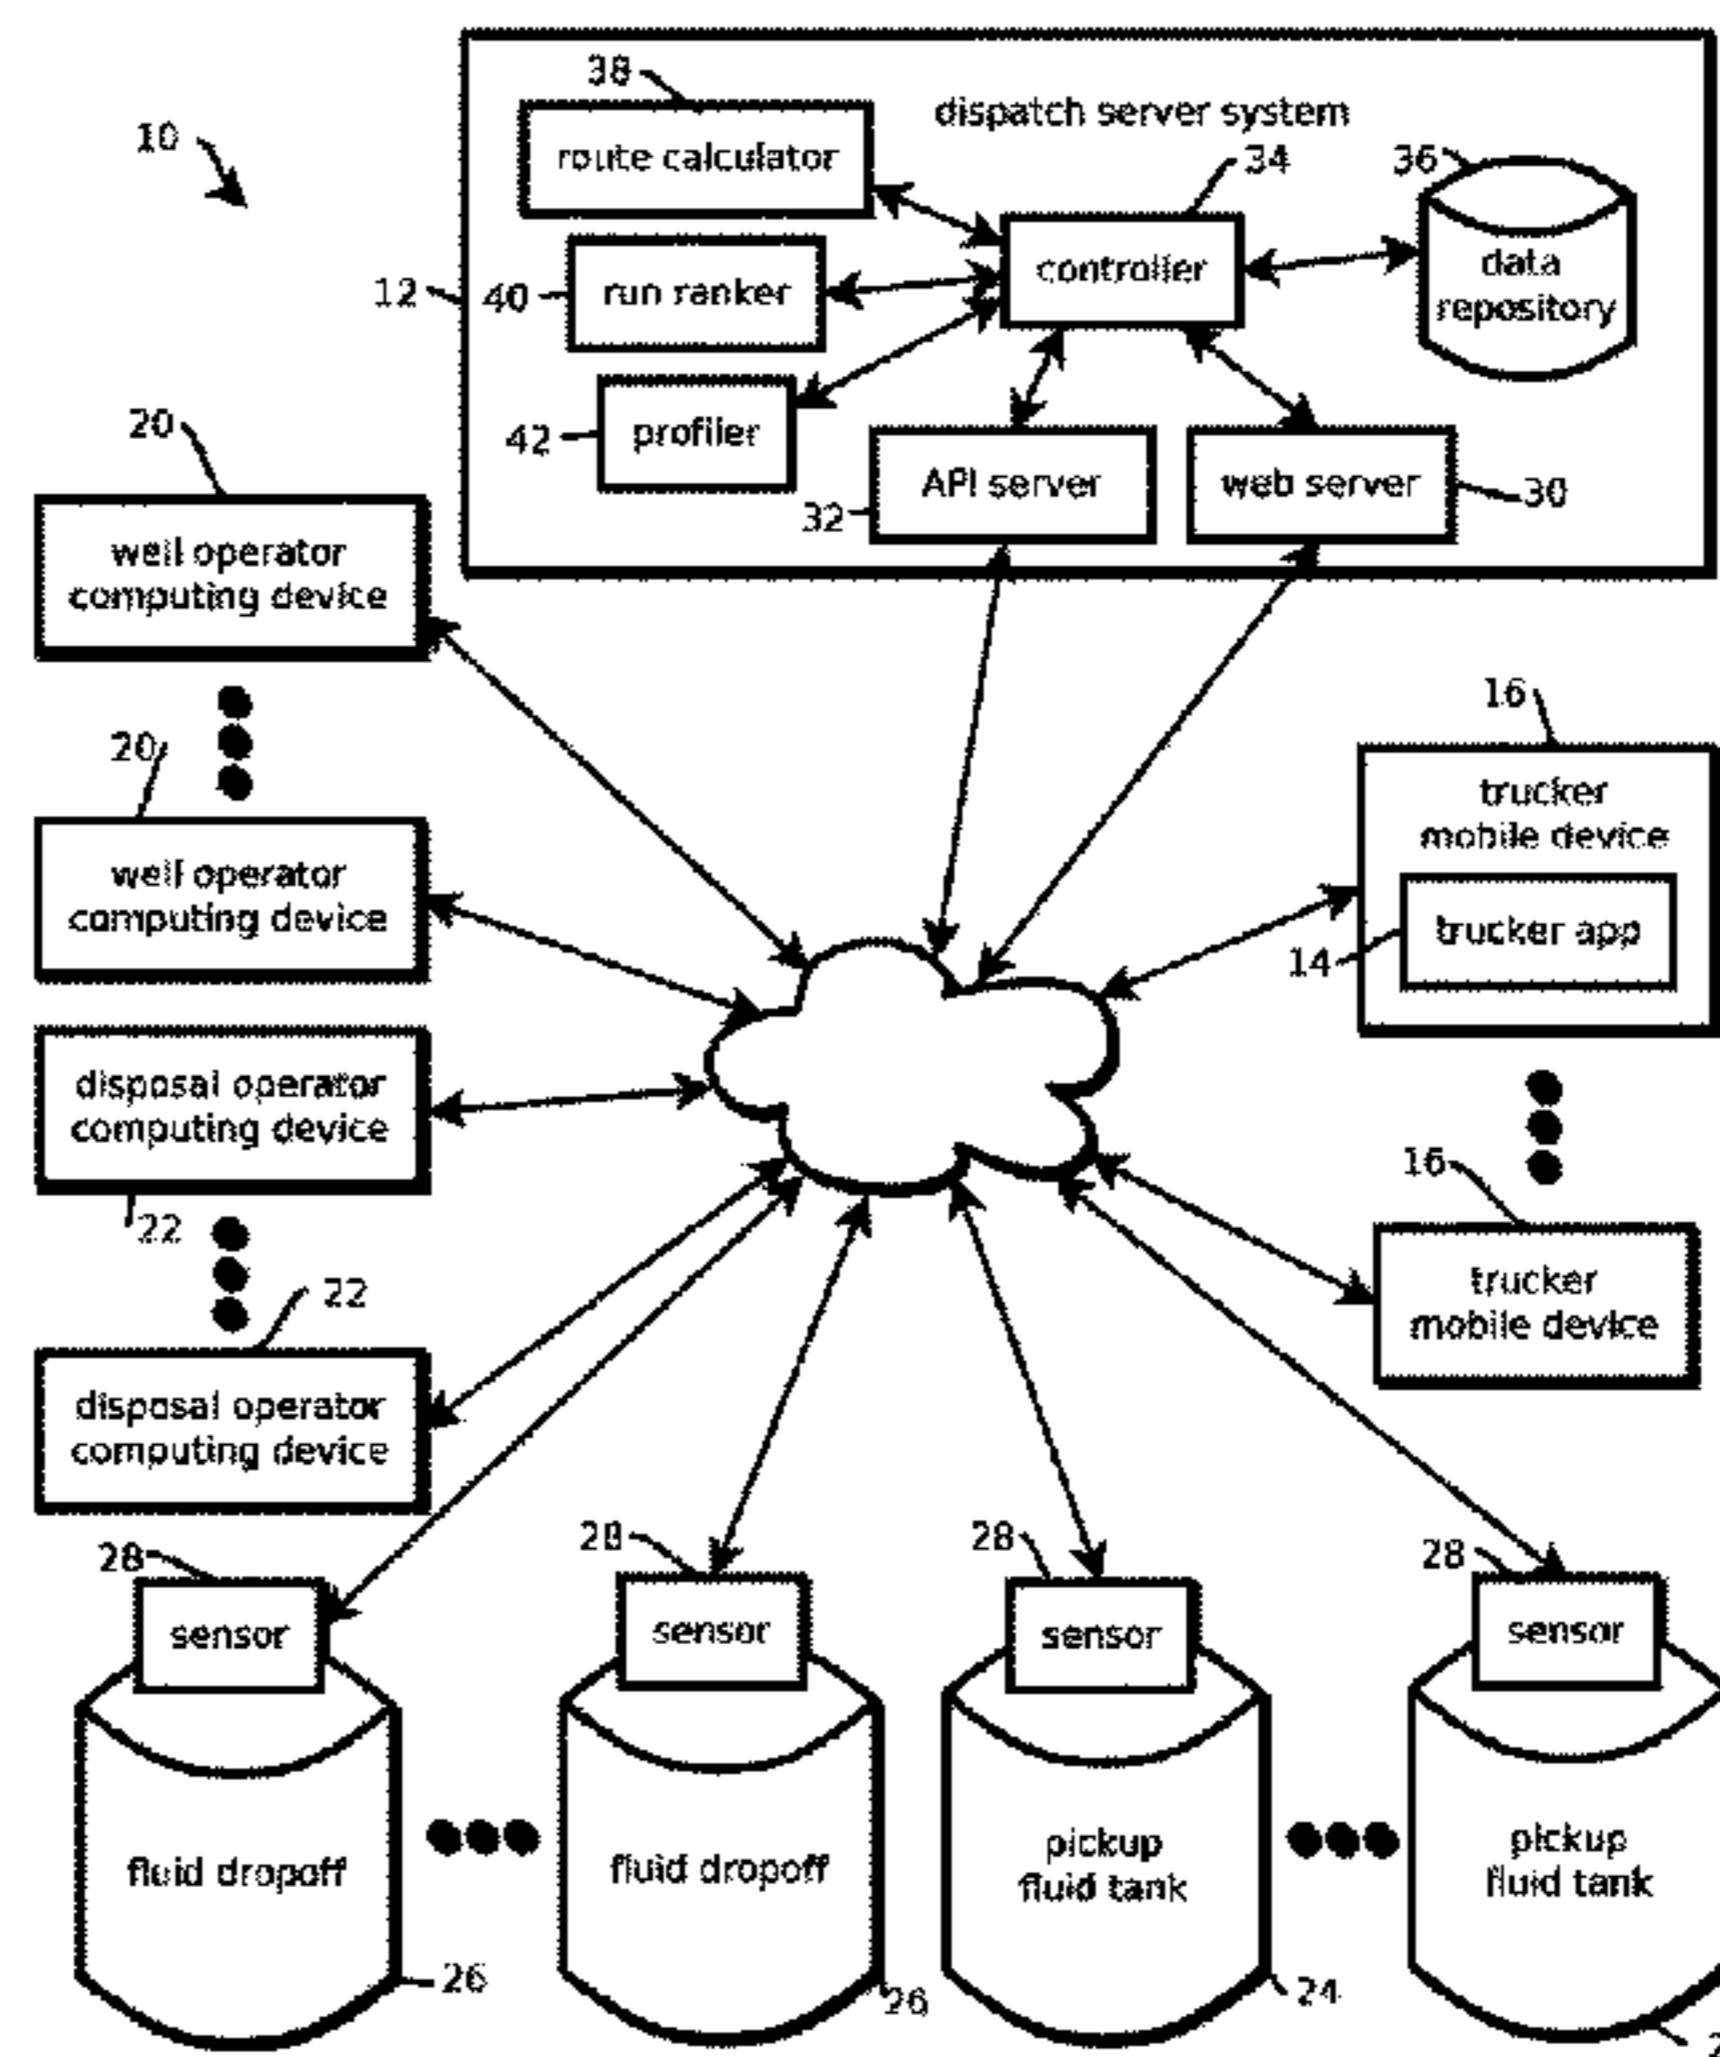 38
dispatch server system
10
route calculator
34
36
controller
data
repository
12
40
run ranker
20
42
profiler
API server
web server
30
32
well operator
computing device
16
20
trucker
mobile device
well operator
computing device
trucker app
14
disposal operator
computing device
16
22
22
trucker
mobile device
disposal operator
computing device
28
28
28
28
sensor
sensor
sensor
sensor
fluid dropoff
fluid dropoff
pickup
fluid tank
pickup
fluid tank
26
26
24